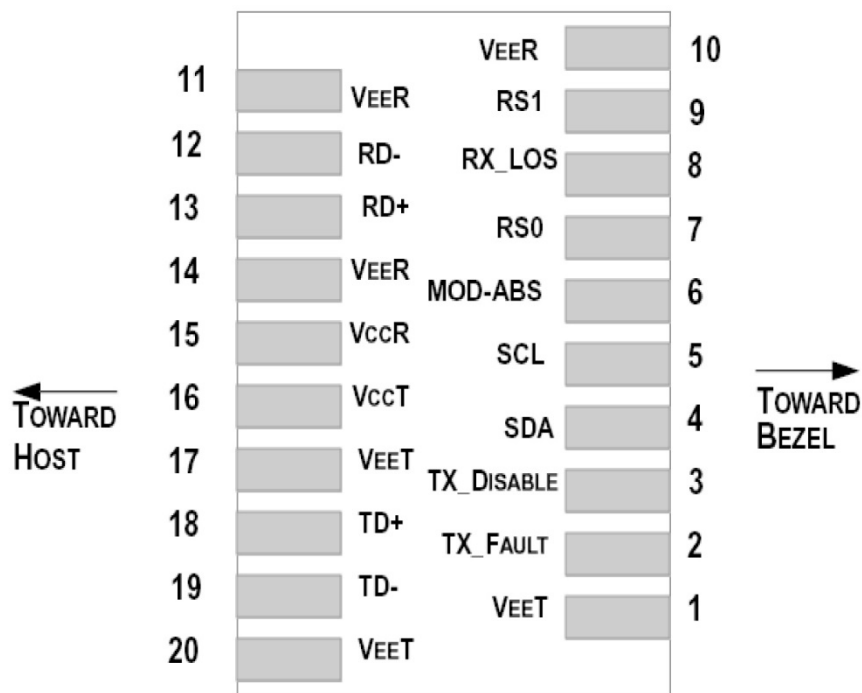 11 VEER
12 RD-
13 RD+
14 VEER
15 VCCR
16 VCCT
17 VEET
18 TD+
19 TD-
20 VEET
VEER 10
RS1 9
RX_LOS 8
RS0 7
MOD-ABS 6
SCL 5
SDA 4
TX_DISABLE 3
TX_FAULT 2
VEET 1
TOWARD
HOST
TOWARD
BEZEL